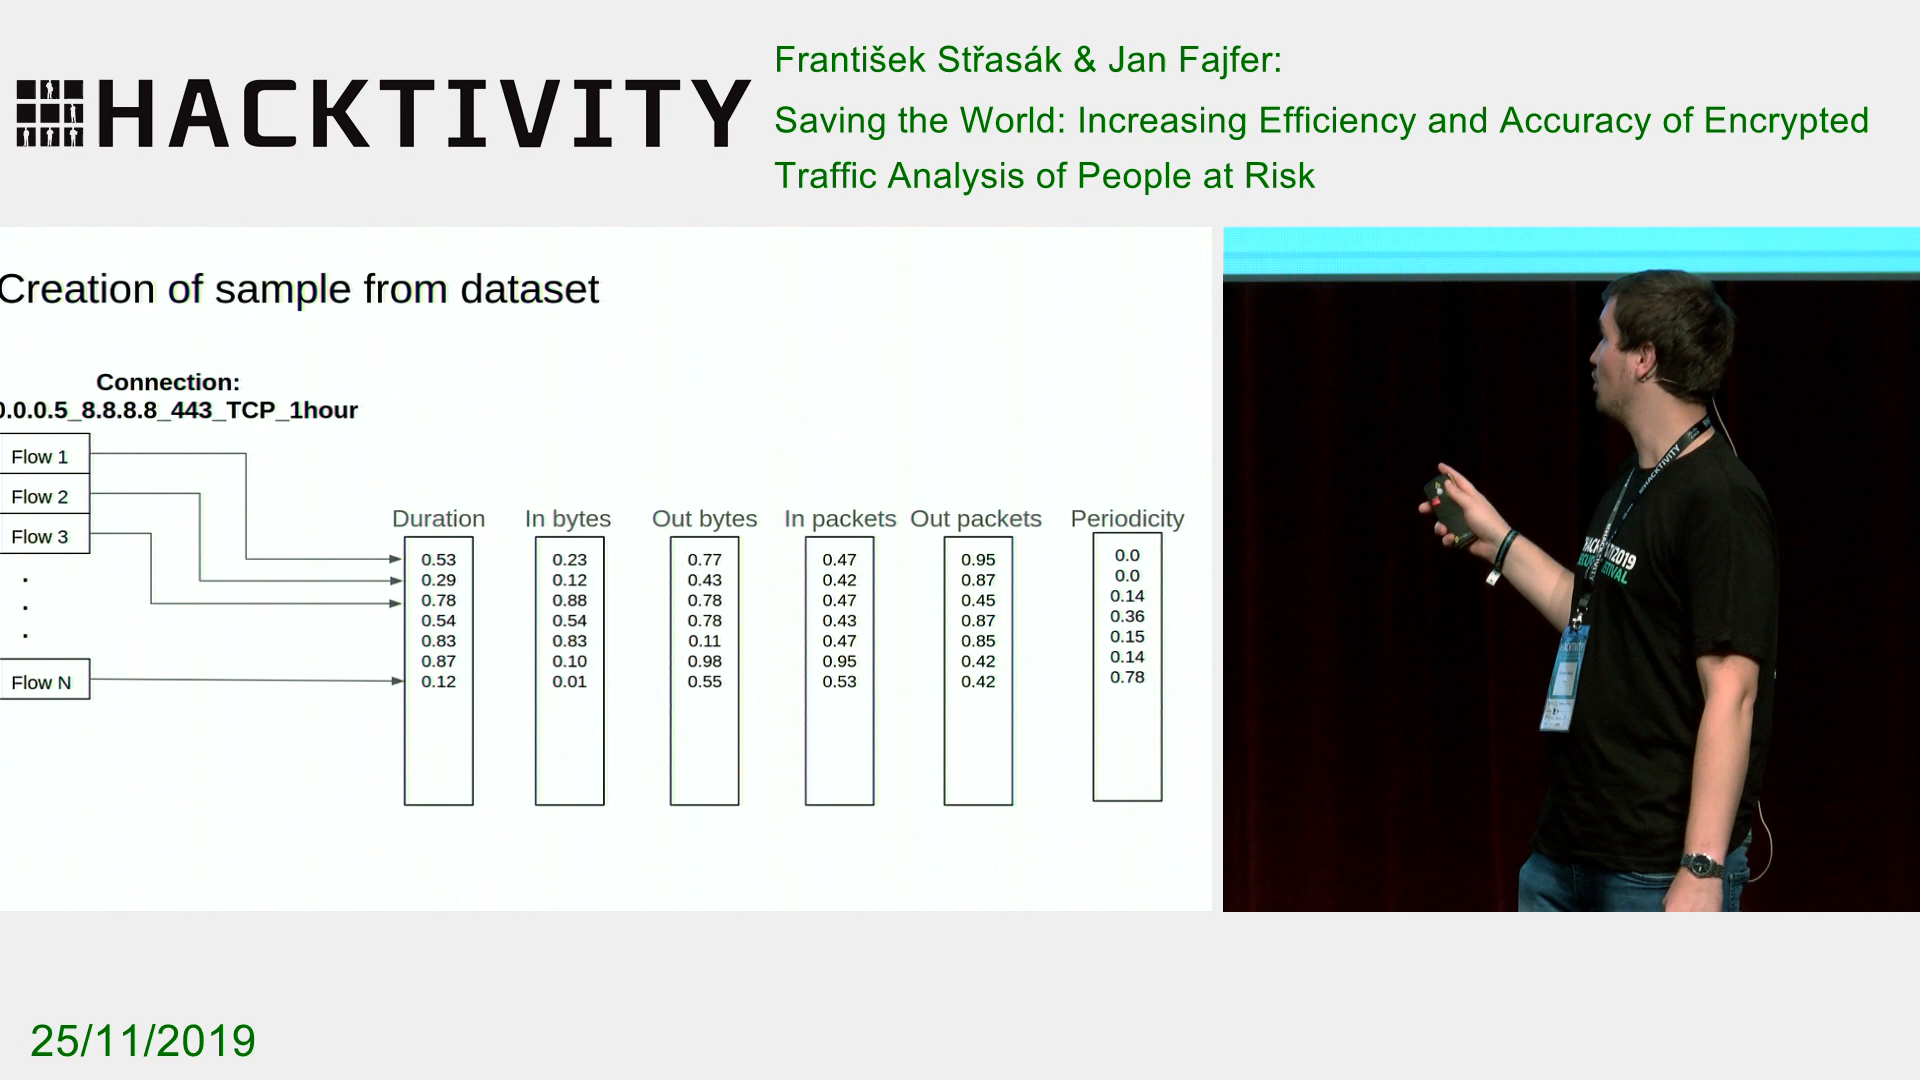 HACKTIVITY
František Střasák & Jan Fajfer:
Saving the World: Increasing Efficiency and Accuracy of Encrypted
Traffic Analysis of People at Risk
Creation of sample from dataset
Connection:
0.0.0.5_8.8.8.8_443_TCP_1hour
Flow 1
Flow 2
Flow 3
Flow N
Duration In bytes Out bytes In packets Out packets Periodicity
0.53 0.23 0.77 0.47 0.95 0.0
0.29 0.12 0.43 0.42 0.87 0.0
0.78 0.88 0.78 0.47 0.45 0.14
0.54 0.54 0.78 0.43 0.87 0.36
0.83 0.83 0.11 0.47 0.85 0.15
0.87 0.10 0.98 0.95 0.42 0.14
0.12 0.01 0.55 0.53 0.42 0.78
HACKTIVITY
25/11/2019